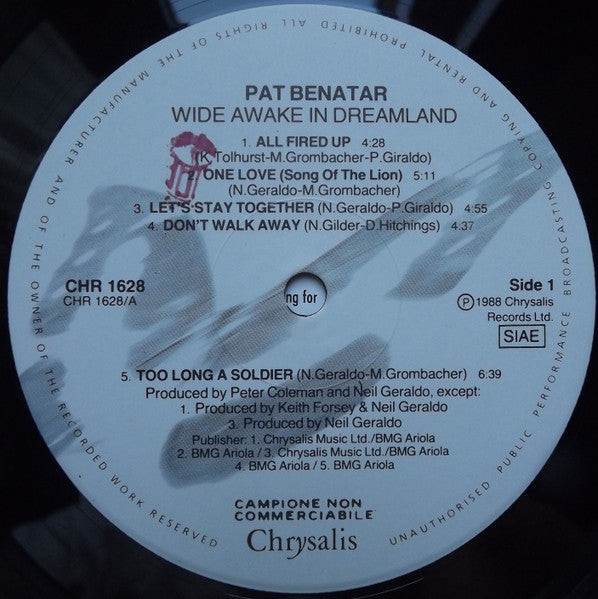 ALL RIGHTS OF THE MANUFACTURER AND OF THE OWNER OF THE RECORDED WORK RESERVED
UNAUTHORISED PUBLIC PERFORMANCE BROADCASTING COPYING AND RENTAL PROHIBITED
PAT BENATAR
WIDE AWAKE IN DREAMLAND
1. ALL FIRED UP 4:28
(K.Tolhurst-M.Grombacher-P.Giraldo)
2. ONE LOVE (Song Of The Lion) 5:11
(N.Geraldo-M.Grombacher)
3. LET'S STAY TOGETHER (N.Geraldo-P.Giraldo) 4:55
4. DON'T WALK AWAY (N.Gilder-D.Hitchings) 4:37
CHR 1628
CHR 1628/A
ng for
Side 1
Ⓟ 1988 Chrysalis
Records Ltd.
SIAE
5. TOO LONG A SOLDIER (N.Geraldo-M.Grombacher) 6:39
Produced by Peter Coleman and Neil Geraldo, except:
1. Produced by Keith Forsey & Neil Geraldo
3. Produced by Neil Geraldo
Publisher: 1. Chrysalis Music Ltd./BMG Ariola
2. BMG Ariola / 3. Chrysalis Music Ltd./BMG Ariola
4. BMG Ariola / 5. BMG Ariola
CAMPIONE NON
COMMERCIABILE
Chrysalis